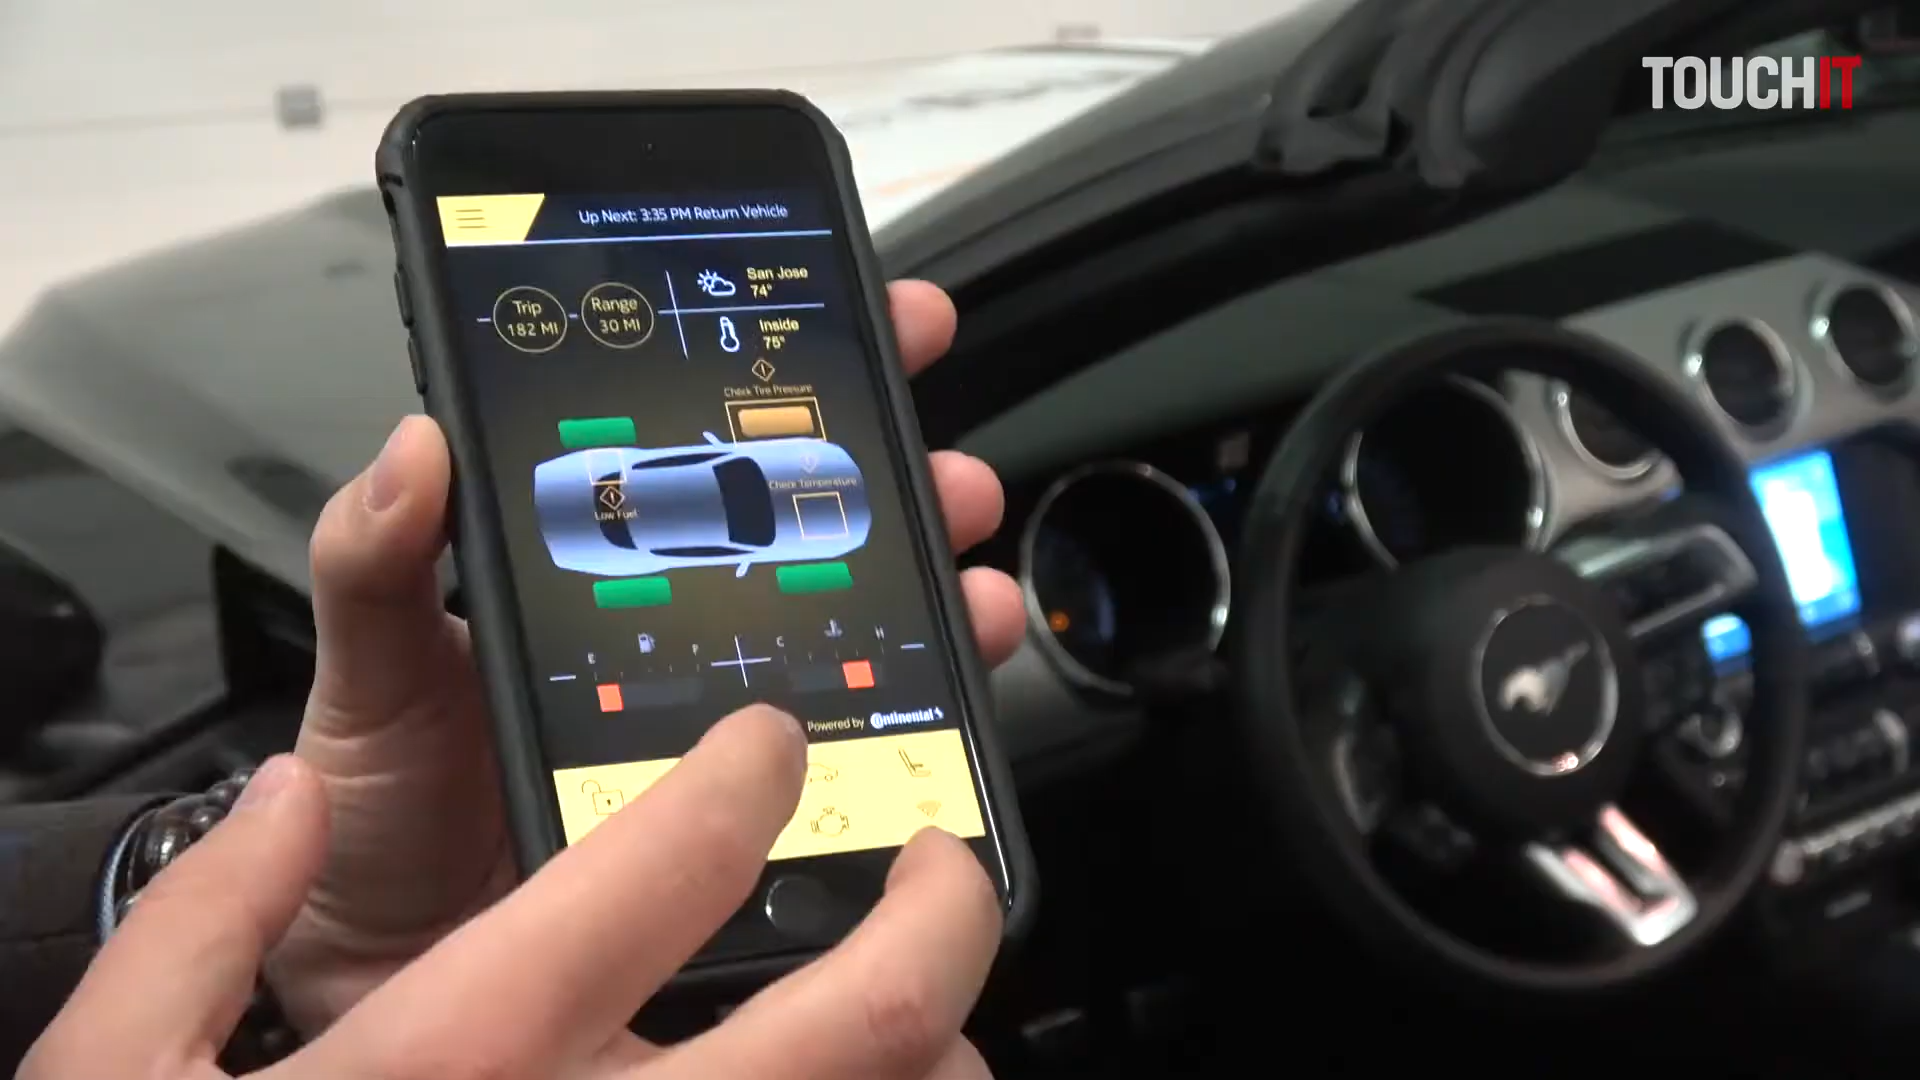 TOUCHIT
Up Next: 3:35 PM Return Vehicle
Trip
182 MI
Range
30 MI
San Jose
74°
Inside
75°
Check Tire Pressure
Check Temperature
Low Fuel
E
F
C
H
Powered by Continental